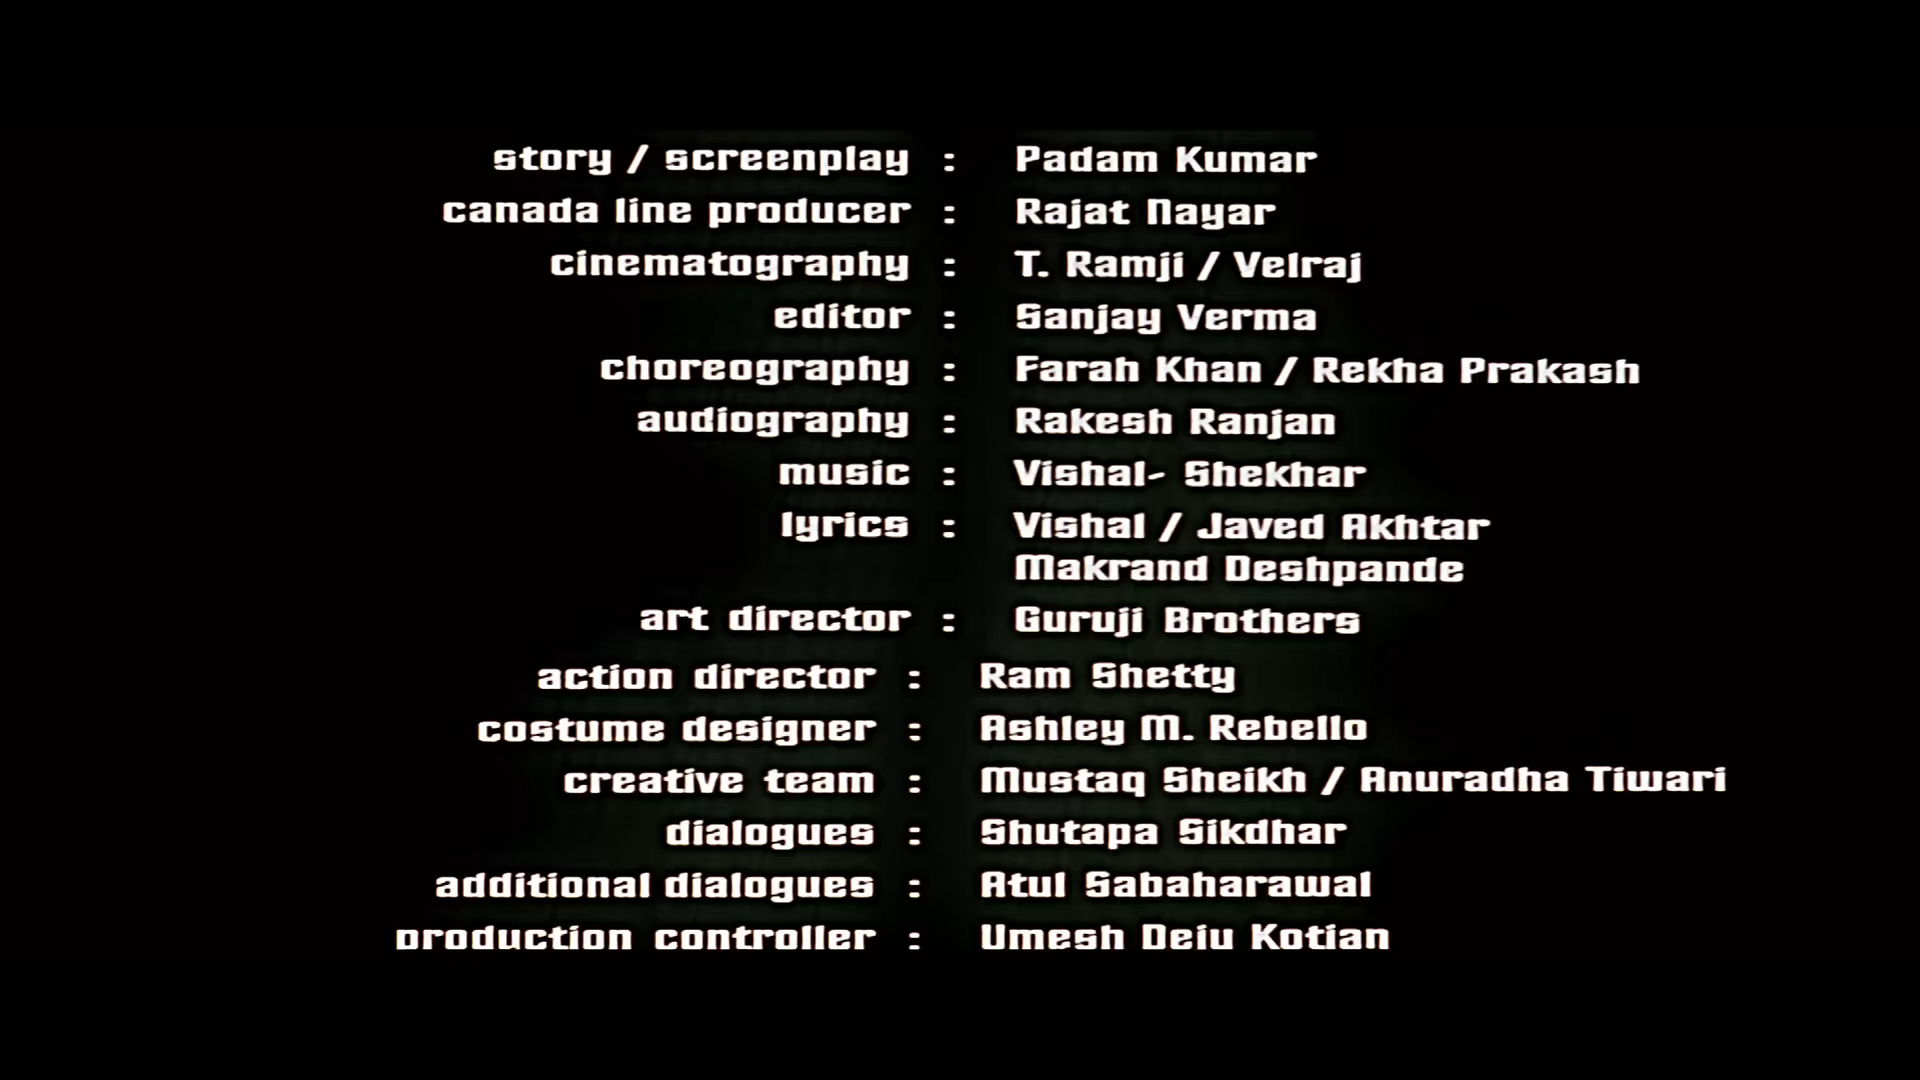 story / screenplay : Padam Kumar
canada line producer : Rajat Nayar
cinematography : T. Ramji / Velraj
editor : Sanjay Verma
choreography : Farah Khan / Rekha Prakash
audiography : Rakesh Ranjan
music : Vishal- Shekhar
lyrics : Vishal / Javed Akhtar
Makrand Deshpande
art director : Guruji Brothers
action director : Ram Shetty
costume designer : Ashley M. Rebello
creative team : Mustaq Sheikh / Anuradha Tiwari
dialogues : Shutapa Sikdhar
additional dialogues : Atul Sabaharawal
production controller : Umesh Deju Kotian